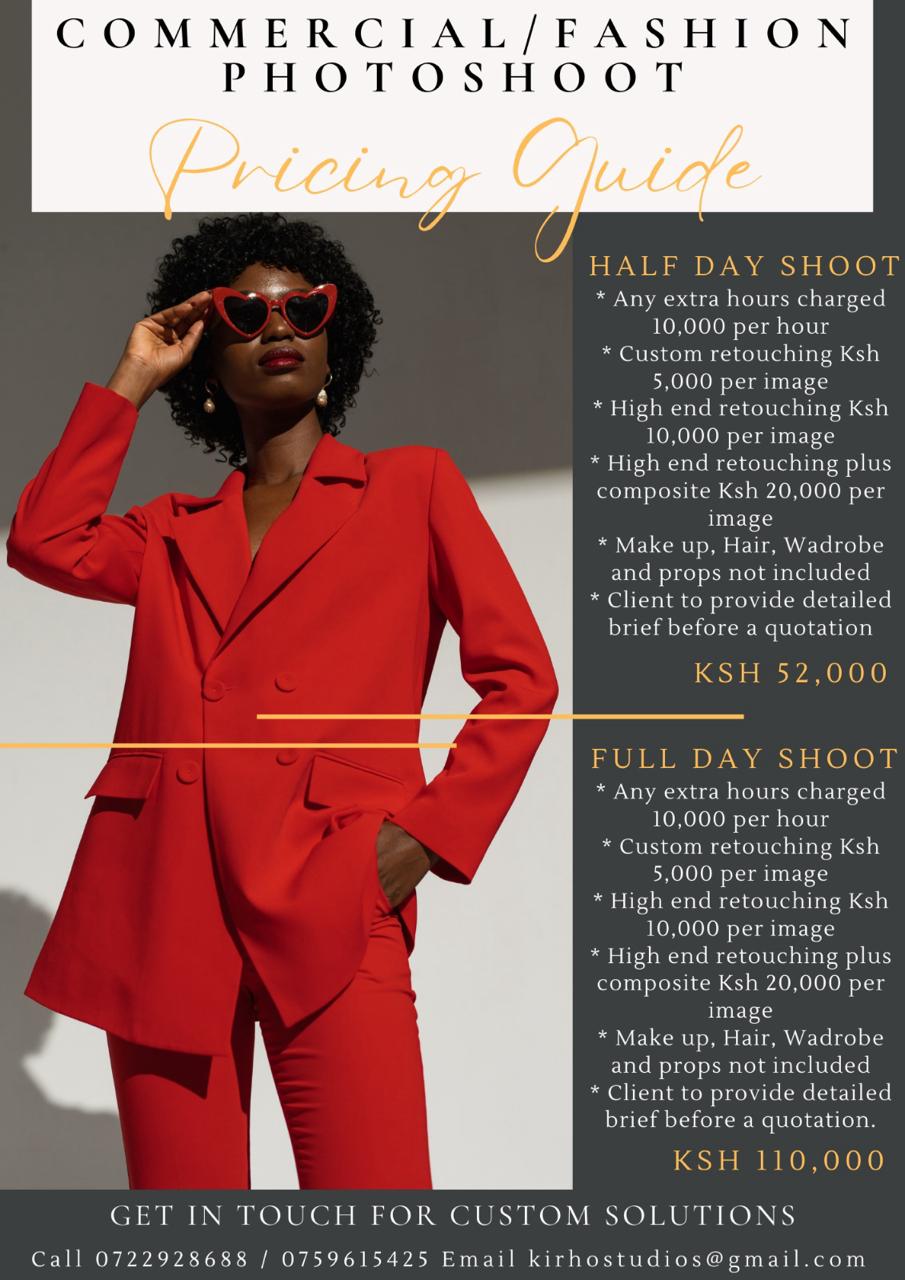 COMMERCIAL/FASHION
PHOTOSHOOT
Pricing Guide
HALF DAY SHOOT
* Any extra hours charged
10,000 per hour
* Custom retouching Ksh
5,000 per image
* High end retouching Ksh
10,000 per image
* High end retouching plus
composite Ksh 20,000 per
image
* Make up, Hair, Wadrobe
and props not included
* Client to provide detailed
brief before a quotation
KSH 52,000
FULL DAY SHOOT
* Any extra hours charged
10,000 per hour
* Custom retouching Ksh
5,000 per image
* High end retouching Ksh
10,000 per image
* High end retouching plus
composite Ksh 20,000 per
image
* Make up, Hair, Wadrobe
and props not included
* Client to provide detailed
brief before a quotation.
KSH 110,000
GET IN TOUCH FOR CUSTOM SOLUTIONS
Call 0722928688 / 0759615425 Email kirhostudios@gmail.com